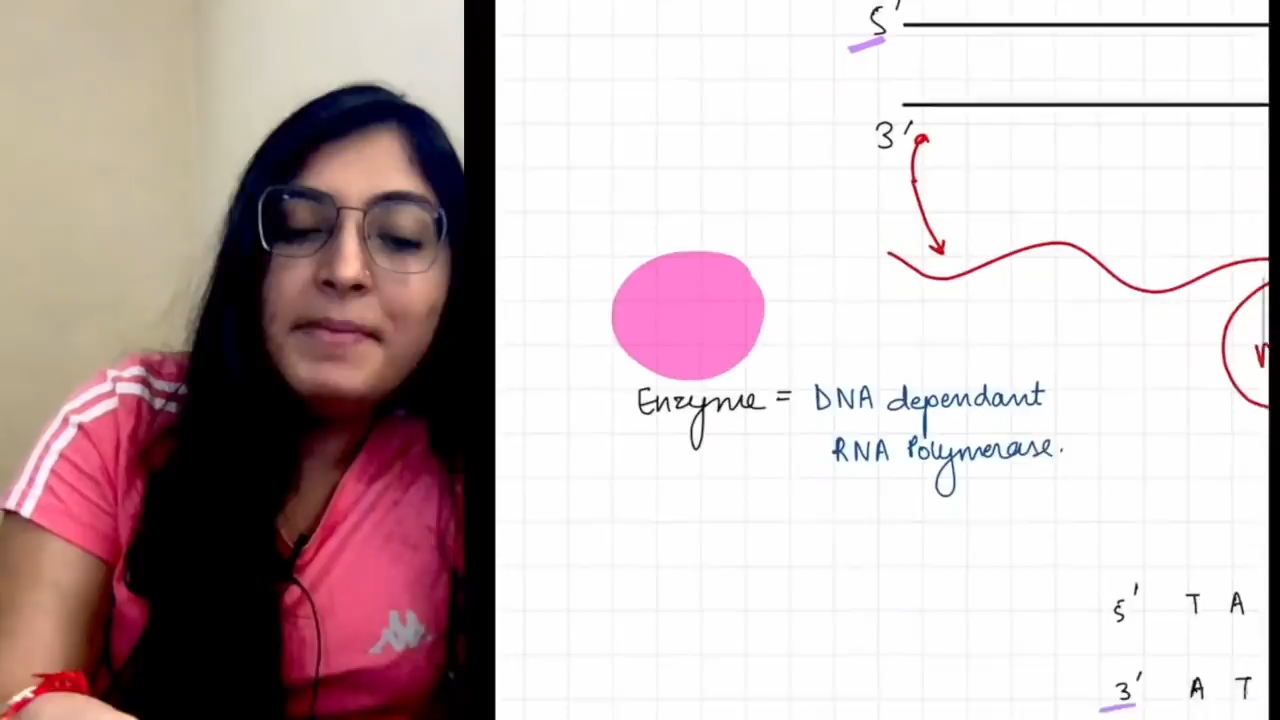 5'
3'
Enzyme = DNA dependant
RNA Polymerase.
5' T A
3' A T